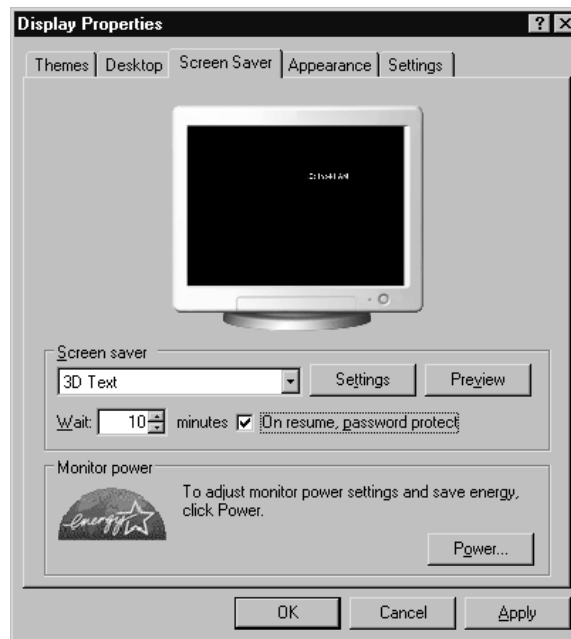 Display Properties
Themes Desktop Screen Saver Appearance Settings
Screen saver
3D Text Settings Preview
Wait: 10 minutes On resume, password protect
Monitor power
To adjust monitor power settings and save energy,
click Power.
energy
Power...
OK Cancel Apply